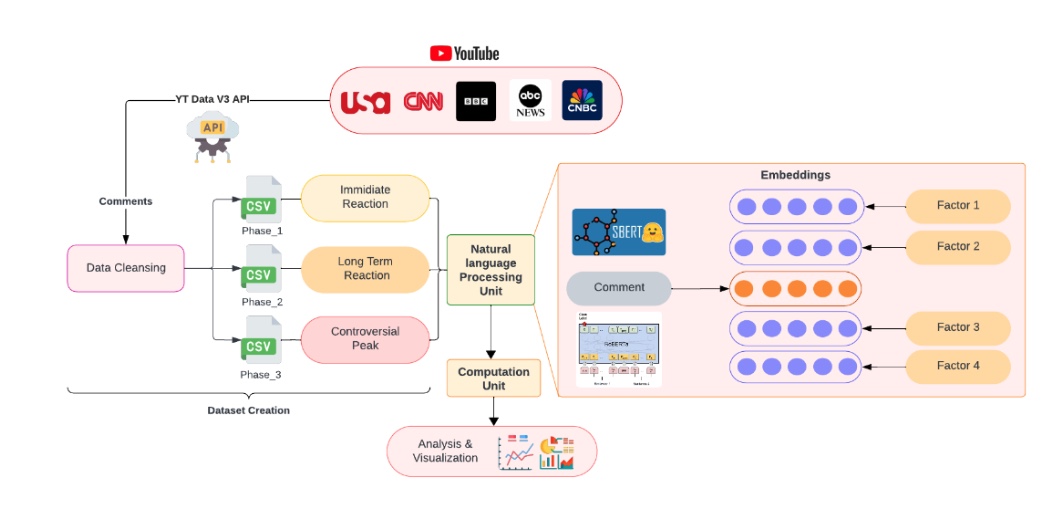 YouTube
usa
CNN
BBC
abc
NEWS
CNBC
YT Data V3 API
API
Comments
Data Cleansing
CSV
Phase_1
CSV
Phase_2
CSV
Phase_3
Immidiate
Reaction
Long Term
Reaction
Controversial
Peak
Dataset Creation
Natural
language
Processing
Unit
Computation
Unit
Analysis &
Visualization
Embeddings
SBERT
Comment
RoBERTa
Factor 1
Factor 2
Factor 3
Factor 4